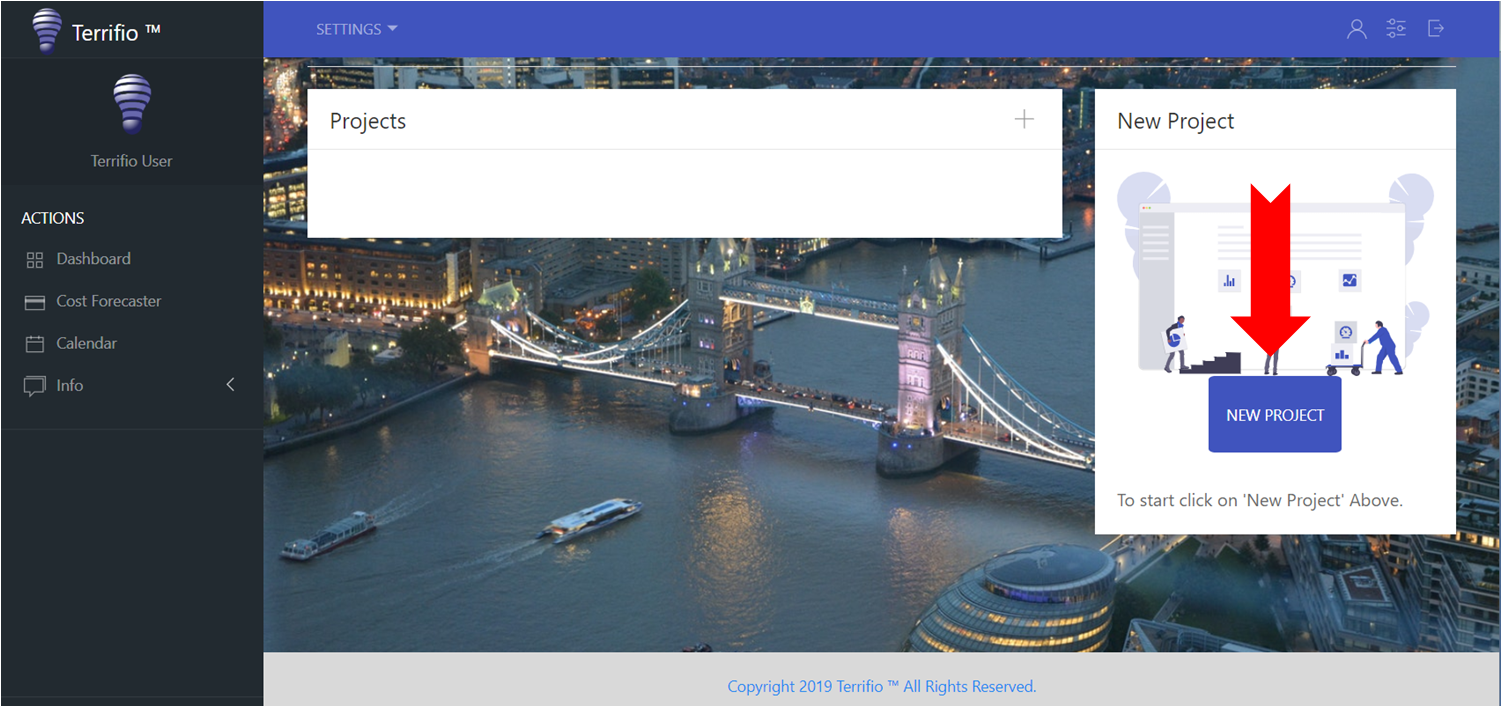 Terrifio ™
SETTINGS
Terrifio User
ACTIONS
Dashboard
Cost Forecaster
Calendar
Info
Projects
New Project
NEW PROJECT
To start click on 'New Project' Above.
Copyright 2019 Terrifio ™ All Rights Reserved.